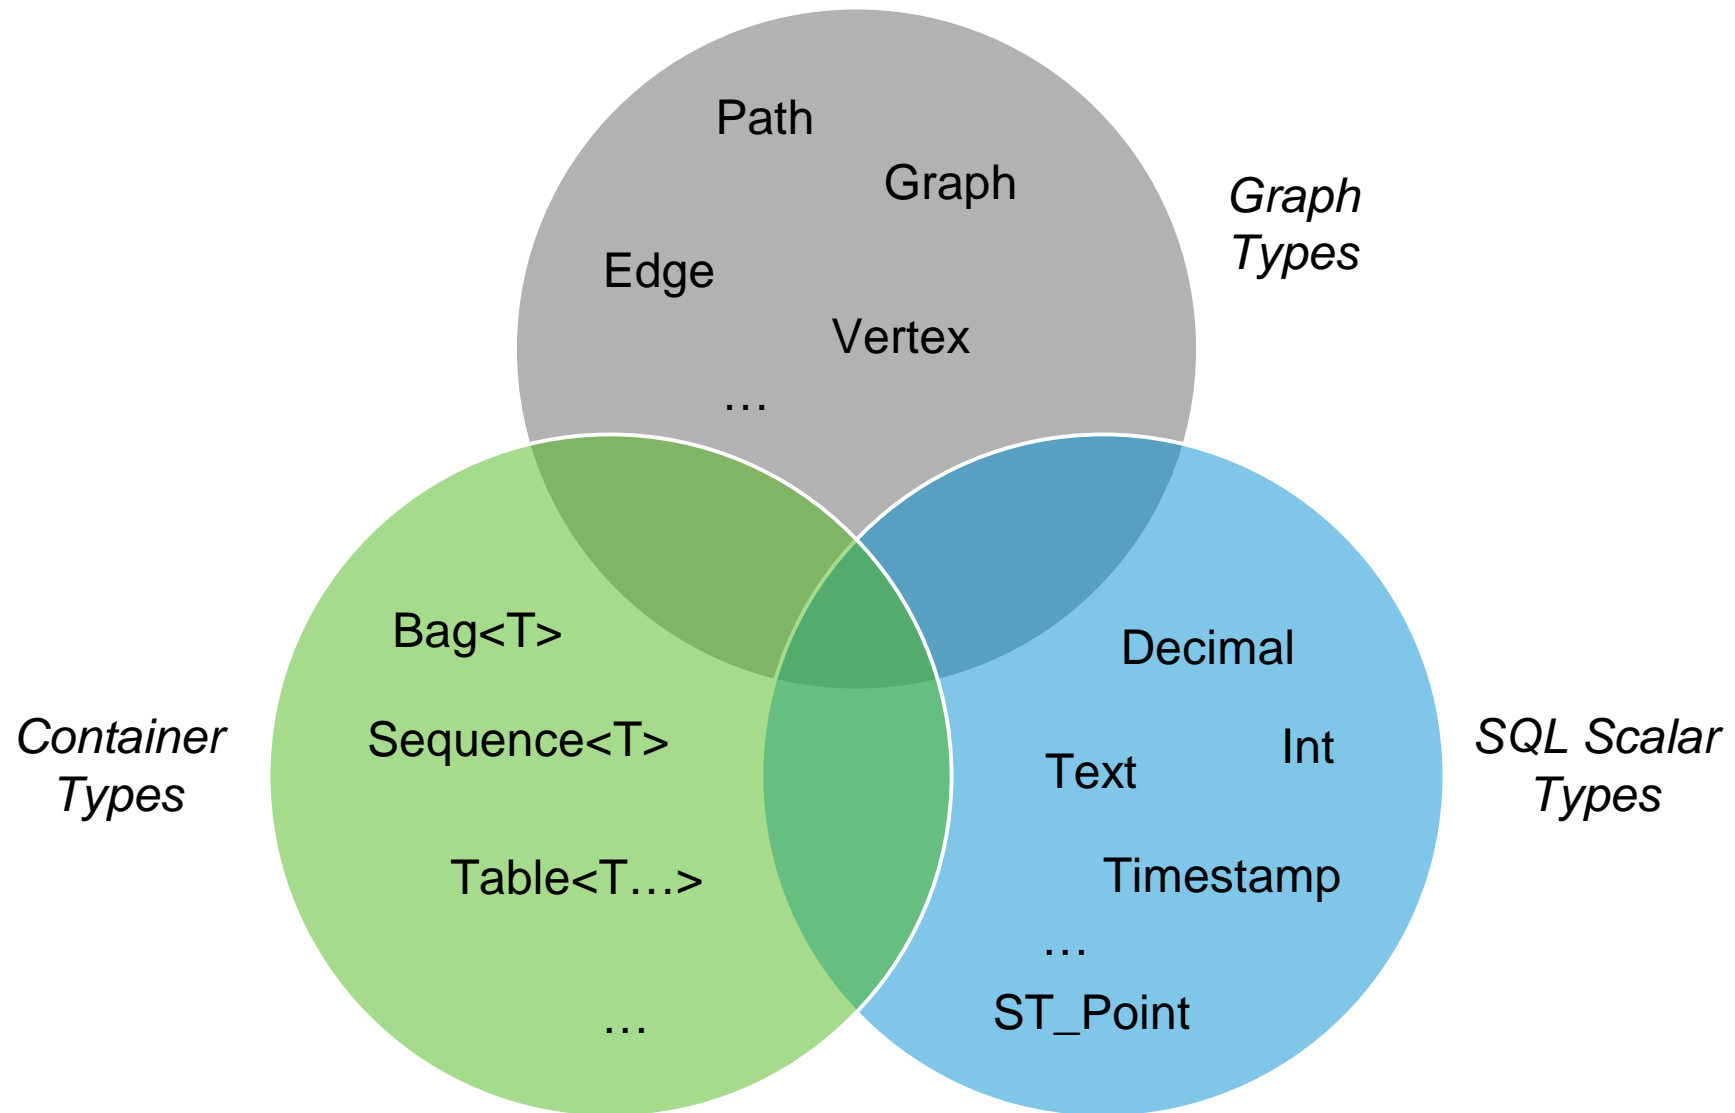 Path
Graph
Edge
Vertex
…
Graph
Types
Bag<T>
Sequence<T>
Table<T…>
…
Container
Types
Decimal
Int
Text
Timestamp
…
ST_Point
SQL Scalar
Types